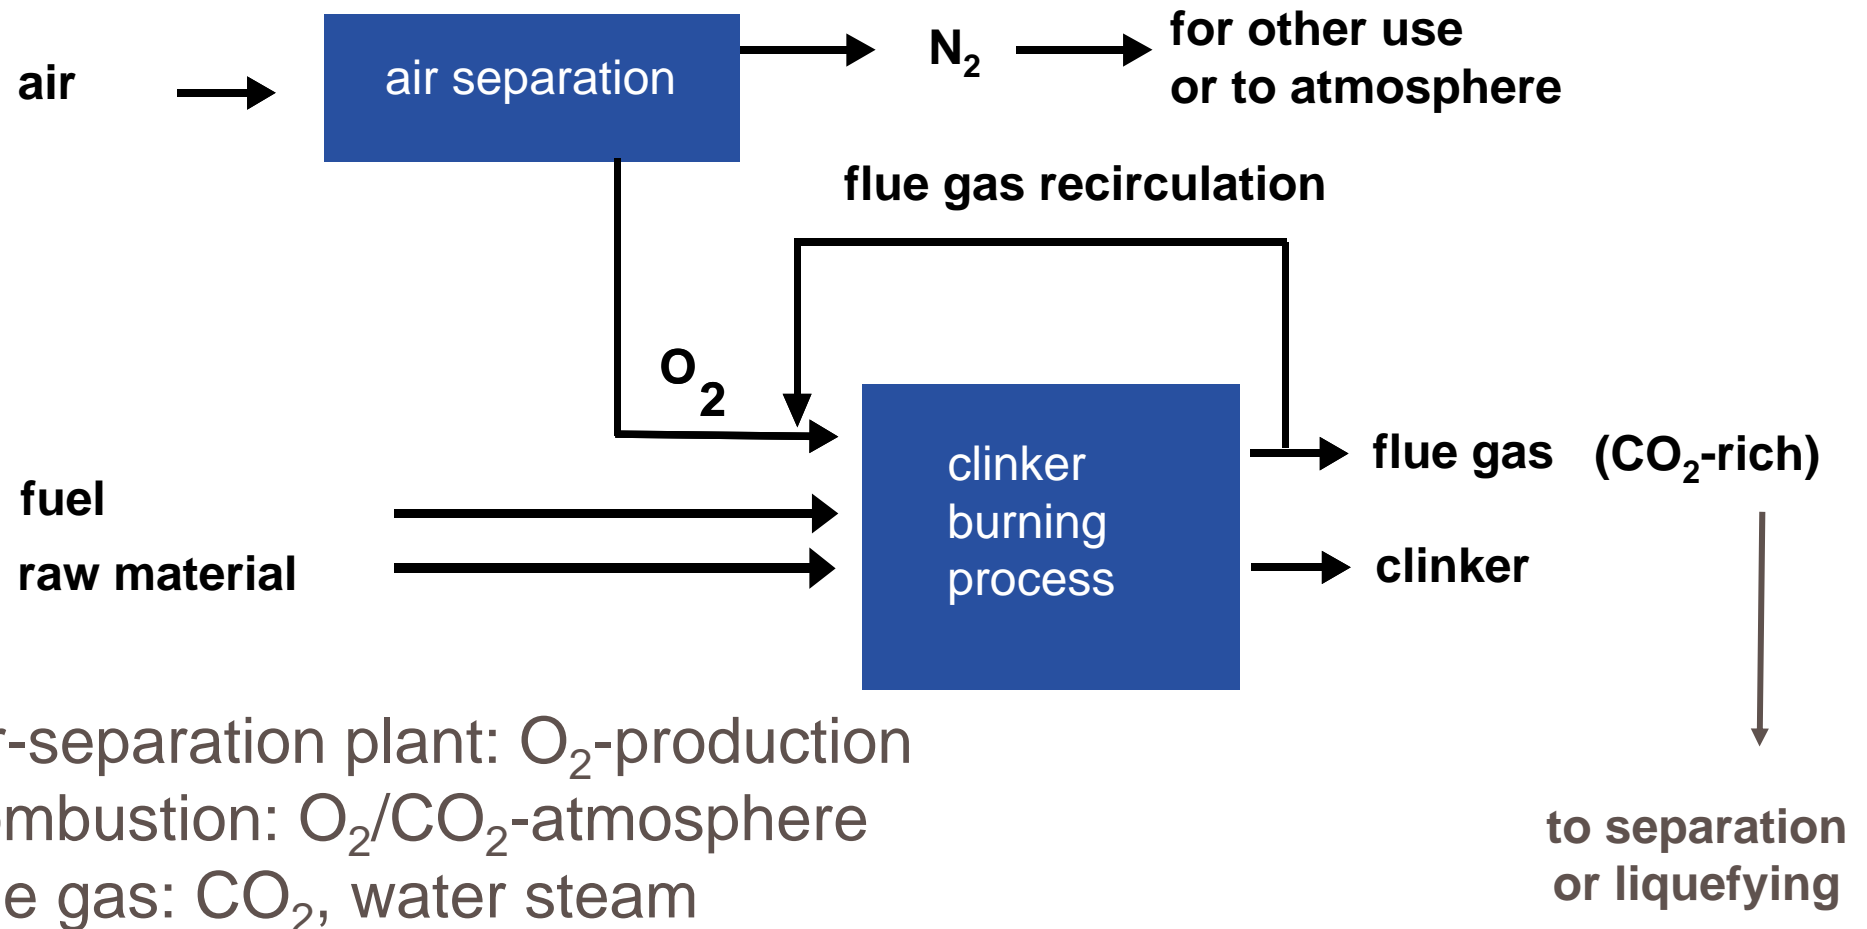 air
air separation
N₂
for other use
or to atmosphere
flue gas recirculation
O₂
clinker
burning
process
flue gas (CO₂-rich)
fuel
raw material
clinker
r-separation plant: O₂-production
ombustion: O₂/CO₂-atmosphere
e gas: CO₂, water steam
to separation
or liquefying